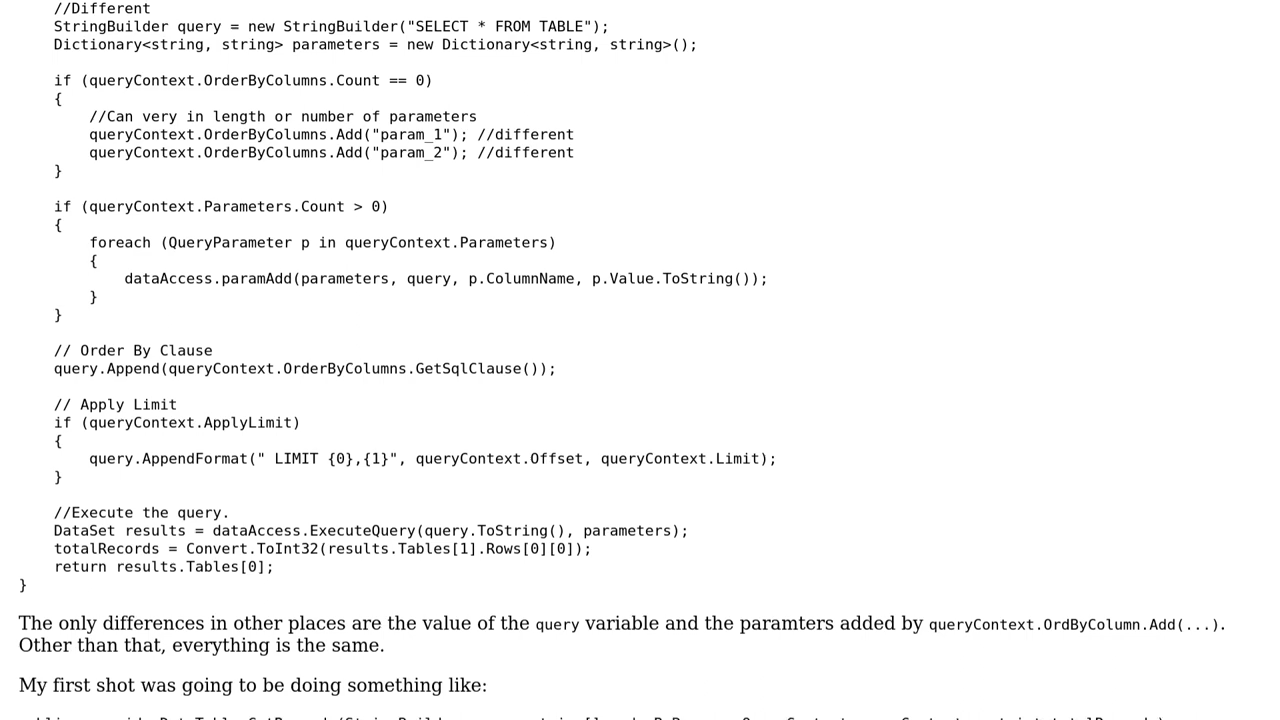 //Different
StringBuilder query = new StringBuilder("SELECT * FROM TABLE");
Dictionary<string, string> parameters = new Dictionary<string, string>();
if (queryContext.OrderByColumns.Count == 0)
{
//Can very in length or number of parameters
queryContext.OrderByColumns.Add("param_1"); //different
queryContext.OrderByColumns.Add("param_2"); //different
}
if (queryContext.Parameters.Count > 0)
{
foreach (QueryParameter p in queryContext.Parameters)
{
dataAccess.paramAdd(parameters, query, p.ColumnName, p.Value.ToString());
}
}
// Order By Clause
query.Append(queryContext.OrderByColumns.GetSqlClause());
// Apply Limit
if (queryContext.ApplyLimit)
{
query.AppendFormat(" LIMIT {0},{1}", queryContext.Offset, queryContext.Limit);
}
//Execute the query.
DataSet results = dataAccess.ExecuteQuery(query.ToString(), parameters);
totalRecords = Convert.ToInt32(results.Tables[1].Rows[0][0]);
return results.Tables[0];
}
The only differences in other places are the value of the query variable and the paramters added by queryContext.OrdByColumn.Add(...).
Other than that, everything is the same.
My first shot was going to be doing something like: